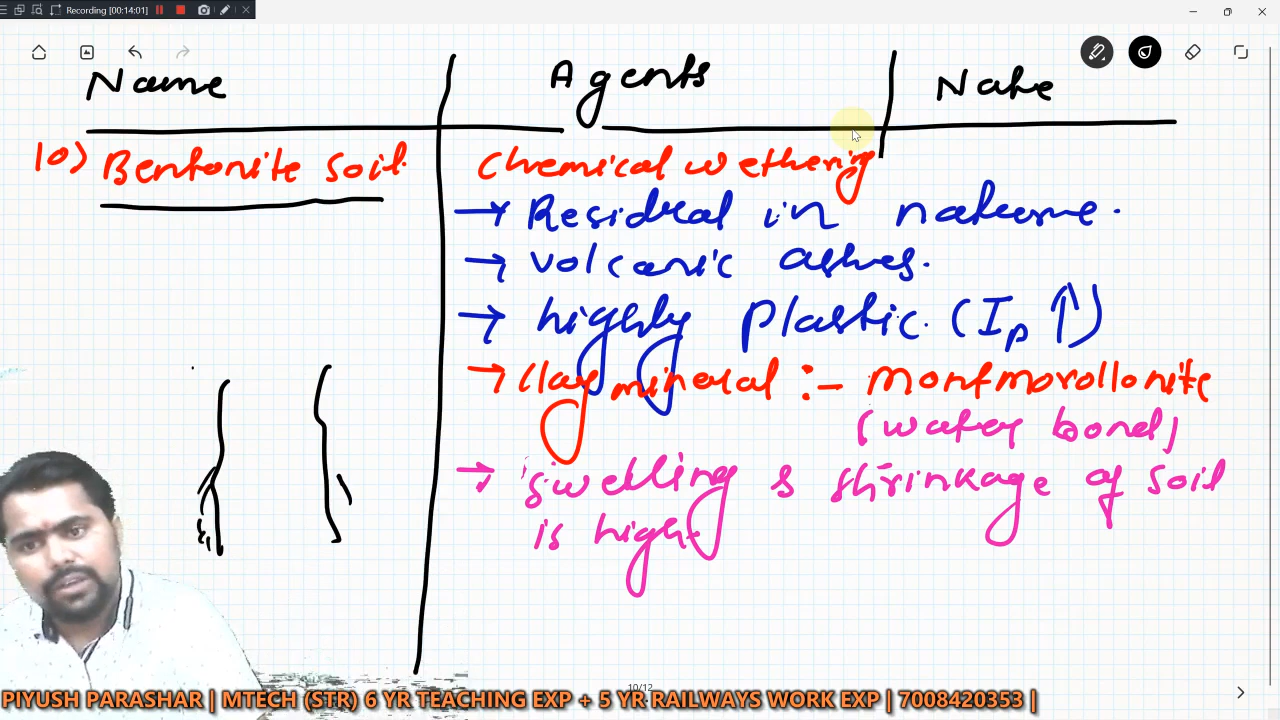 Recording [00:14:01]
Name Agents Note
10) Bentonite Soil. Chemical wethering
→ Residual in nature.
→ volcanic ashes.
→ highly plastic. (Ip ↑)
→ clay mineral :- montmorollonite
(water bond)
→ swelling & shrinkage of soil
is high.
10/12
PIYUSH PARASHAR | MTECH (STR) 6 YR TEACHING EXP + 5 YR RAILWAYS WORK EXP | 7008420353 |